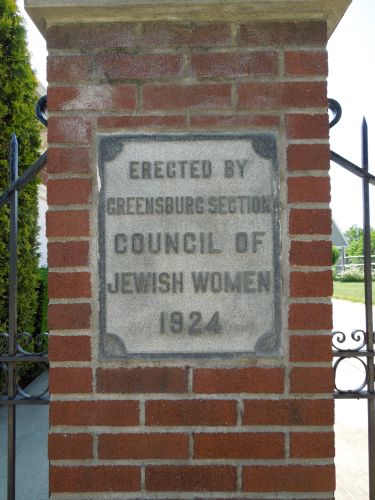 ERECTED BY
GREENSBURG SECTION
COUNCIL OF
JEWISH WOMEN
1924